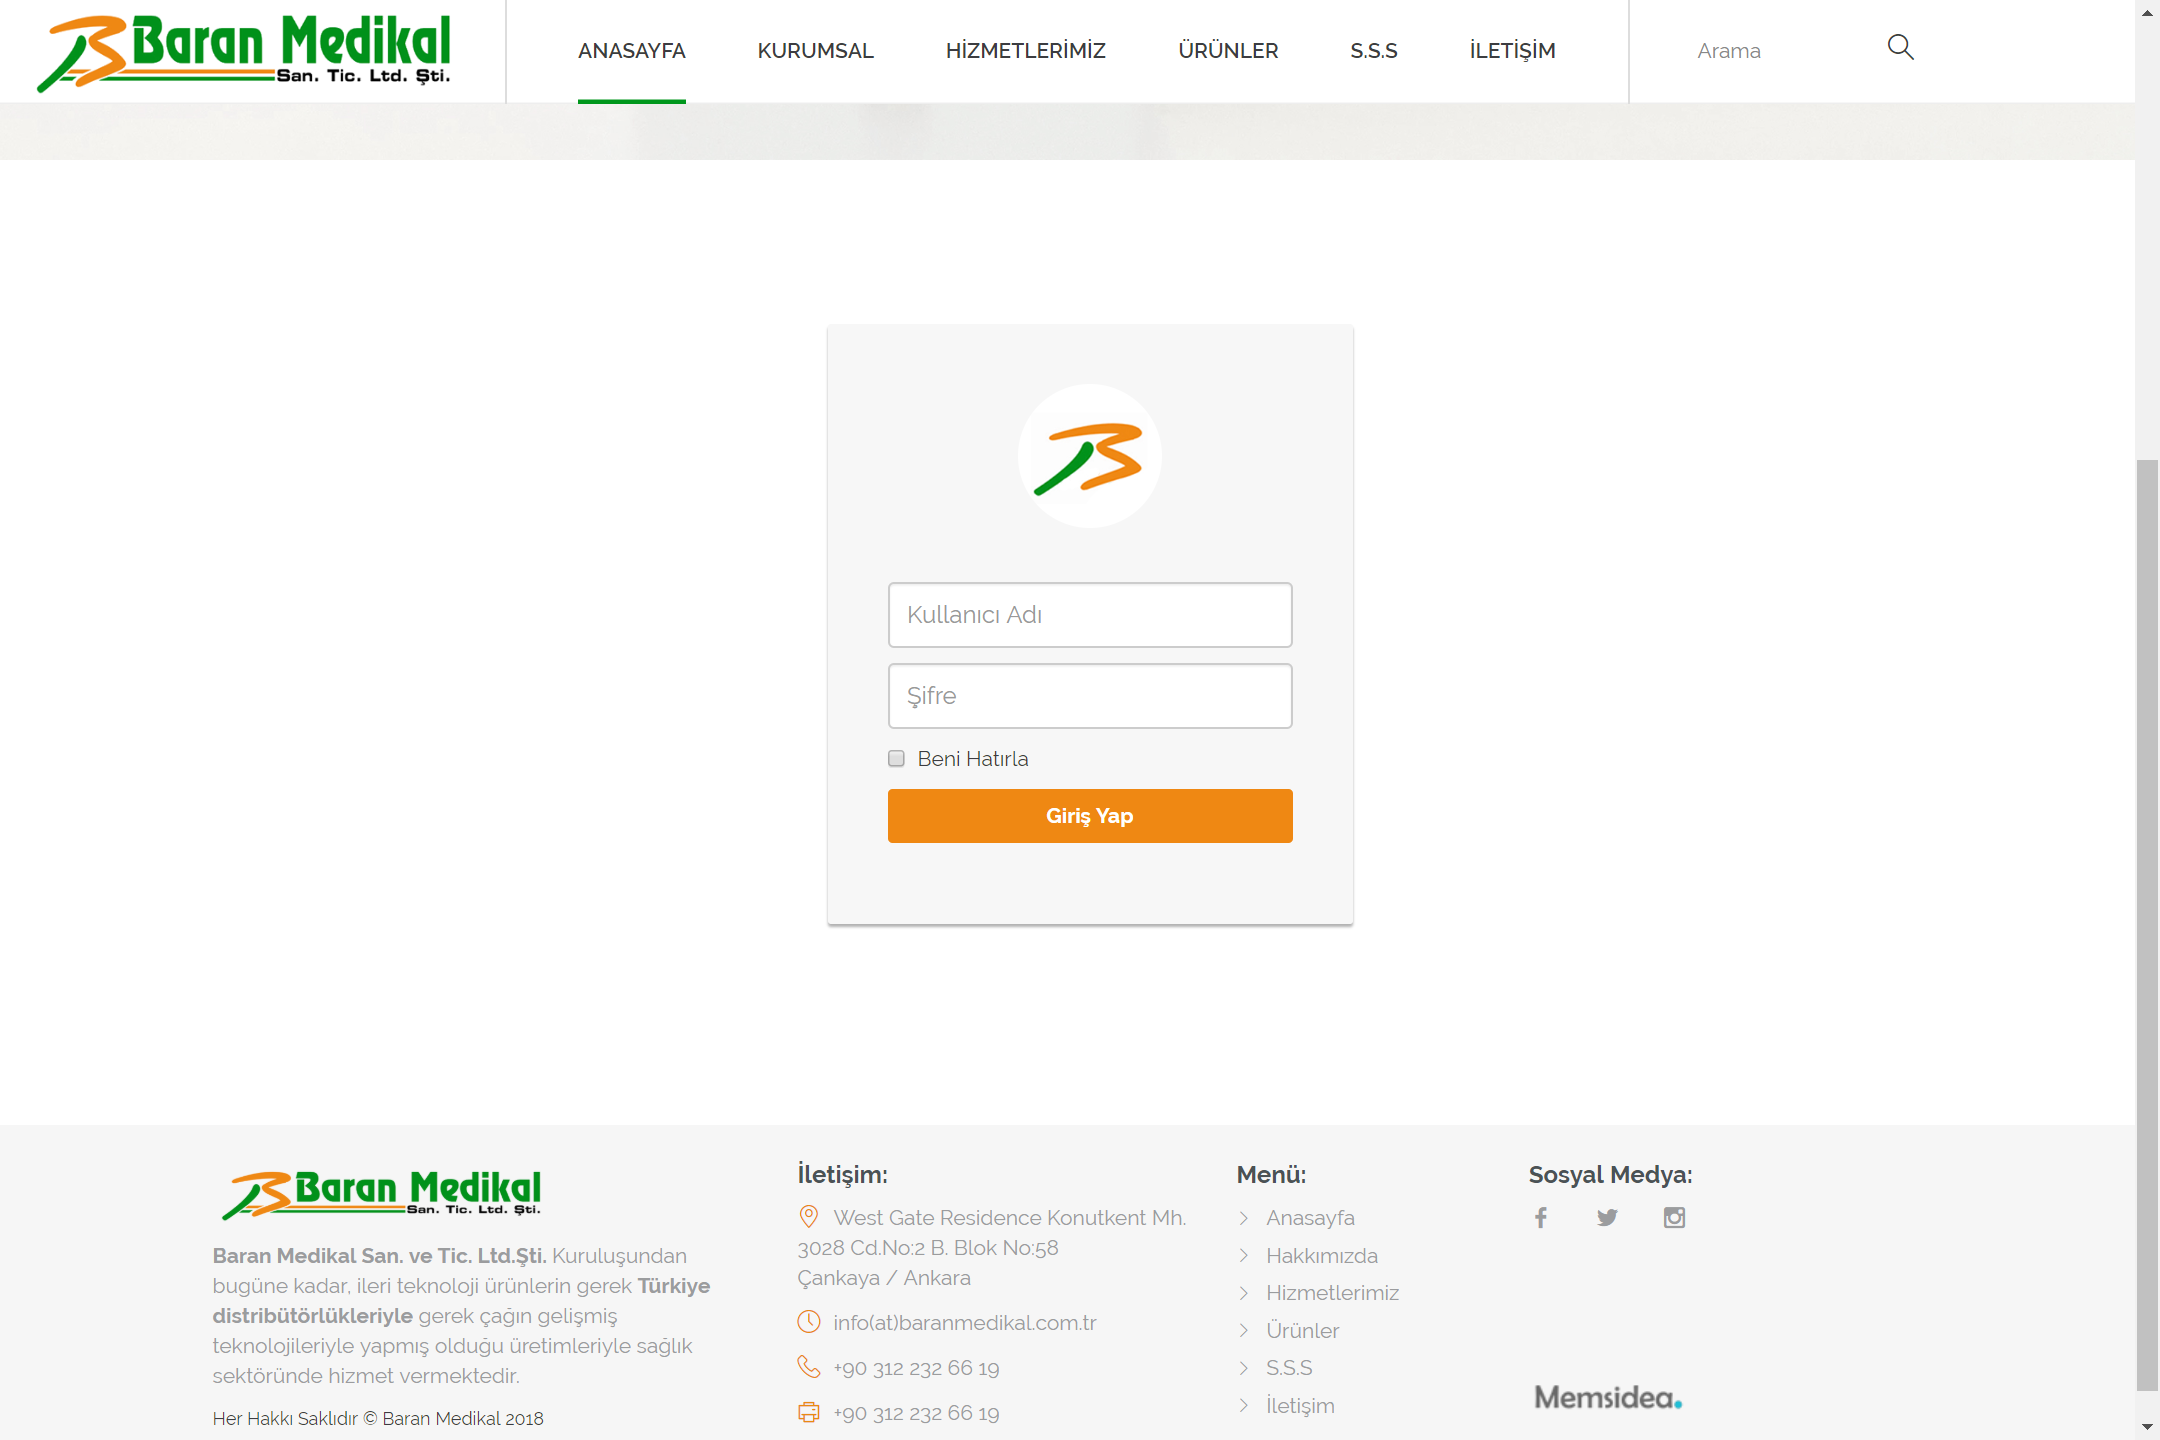 Baran Medikal
San. Tic. Ltd. Şti.
ANASAYFA
KURUMSAL
HİZMETLERİMİZ
ÜRÜNLER
S.S.S
İLETİŞİM
Arama
Kullanıcı Adı
Şifre
Beni Hatırla
Giriş Yap
Baran Medikal
San. Tic. Ltd. Şti.
Baran Medikal San. ve Tic. Ltd.Şti. Kuruluşundan
bugüne kadar, ileri teknoloji ürünlerin gerek Türkiye
distribütörlükleriyle gerek çağın gelişmiş
teknolojileriyle yapmış olduğu üretimleriyle sağlık
sektöründe hizmet vermektedir.
Her Hakkı Saklıdır © Baran Medikal 2018
İletişim:
West Gate Residence Konutkent Mh.
3028 Cd.No:2 B. Blok No:58
Çankaya / Ankara
info(at)baranmedikal.com.tr
+90 312 232 66 19
+90 312 232 66 19
Menü:
Anasayfa
Hakkımızda
Hizmetlerimiz
Ürünler
S.S.S
İletişim
Sosyal Medya:
Memsidea.